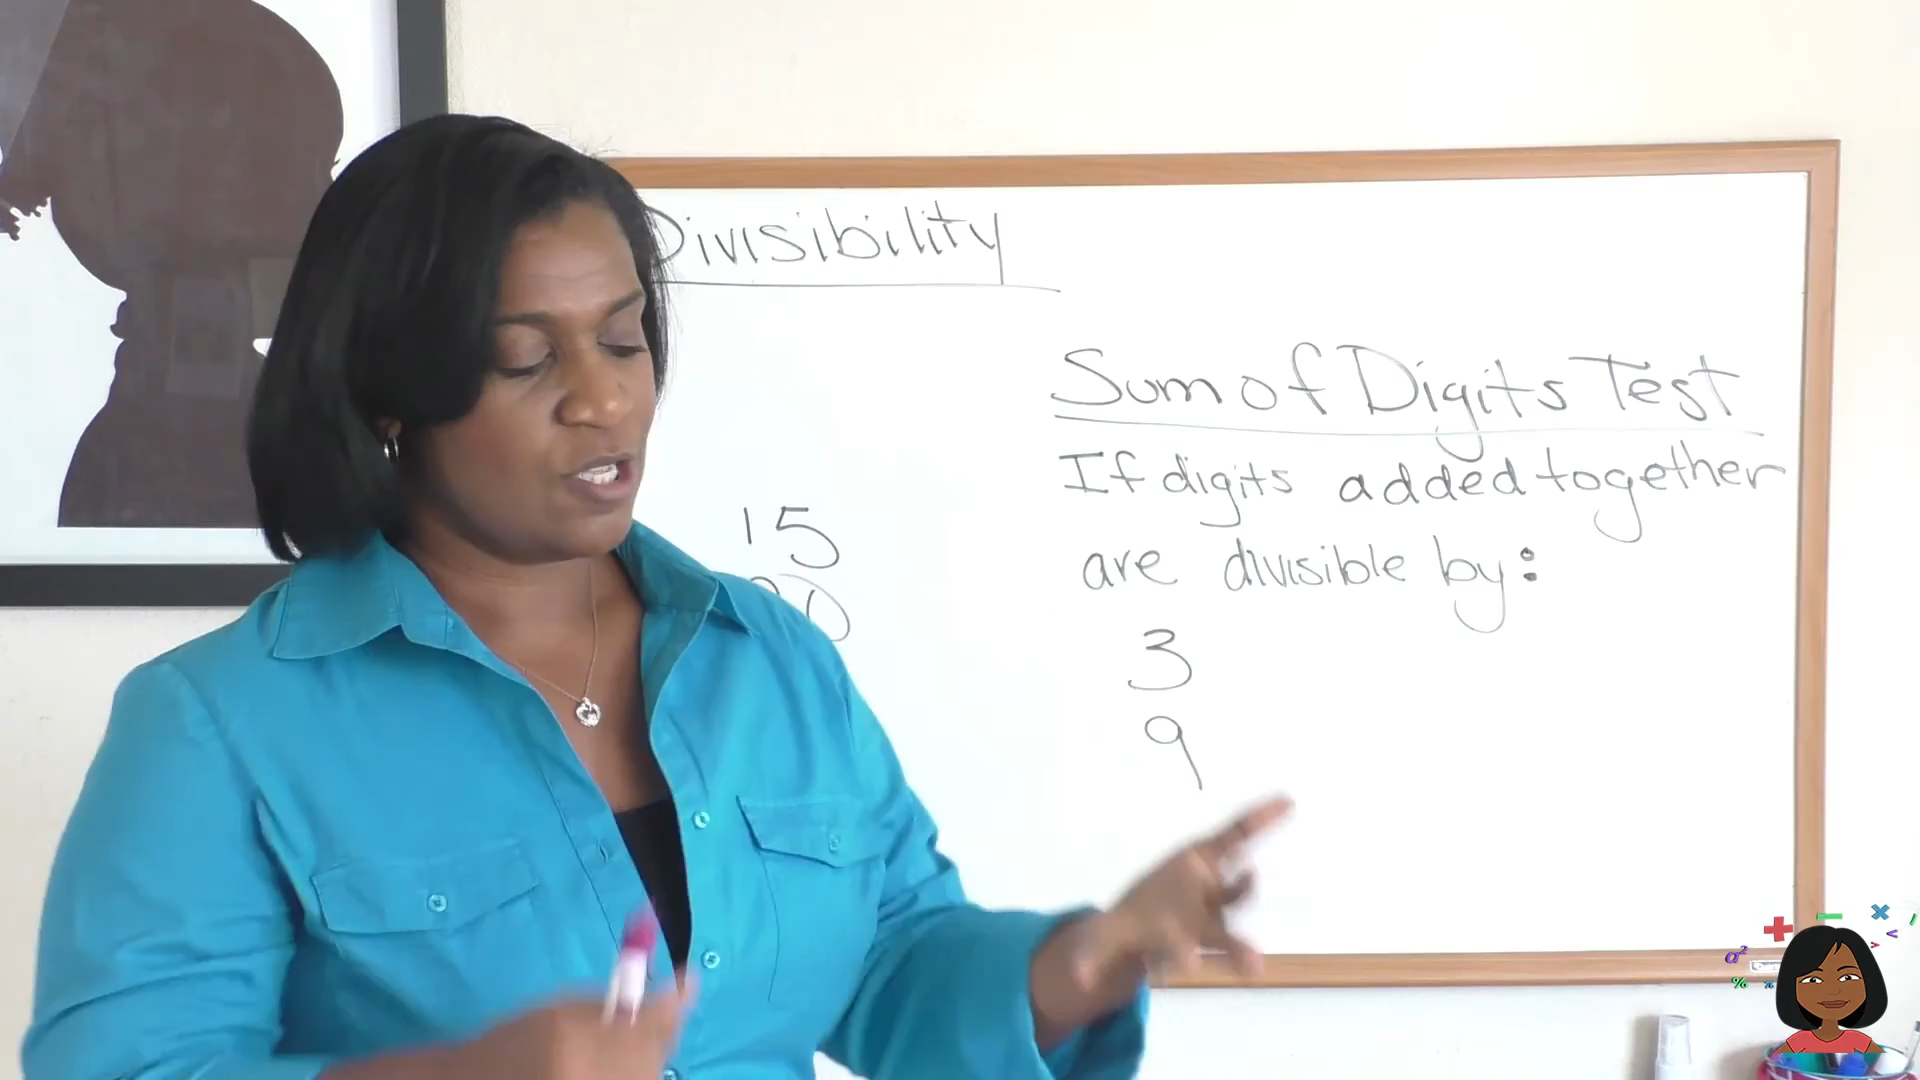 Divisibility
Sum of Digits Test
If digits added together
are divisible by:
15
3
9